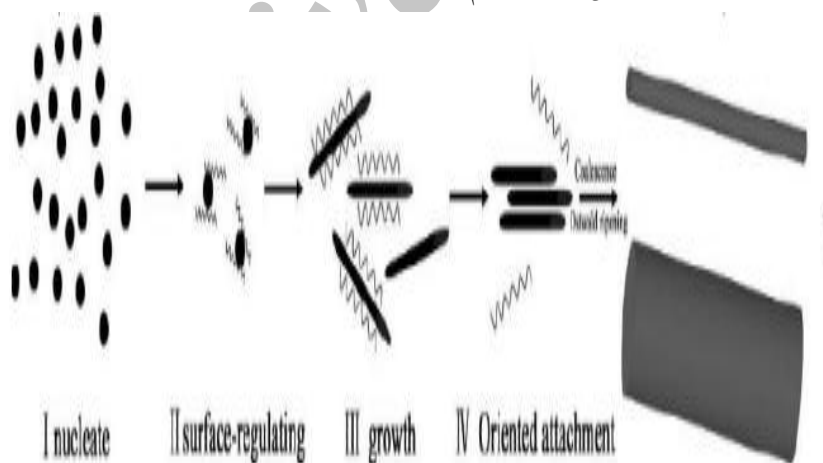 Coalescence
Ostwald ripening
I nucleate
II surface-regulating
III growth
IV Oriented attachment